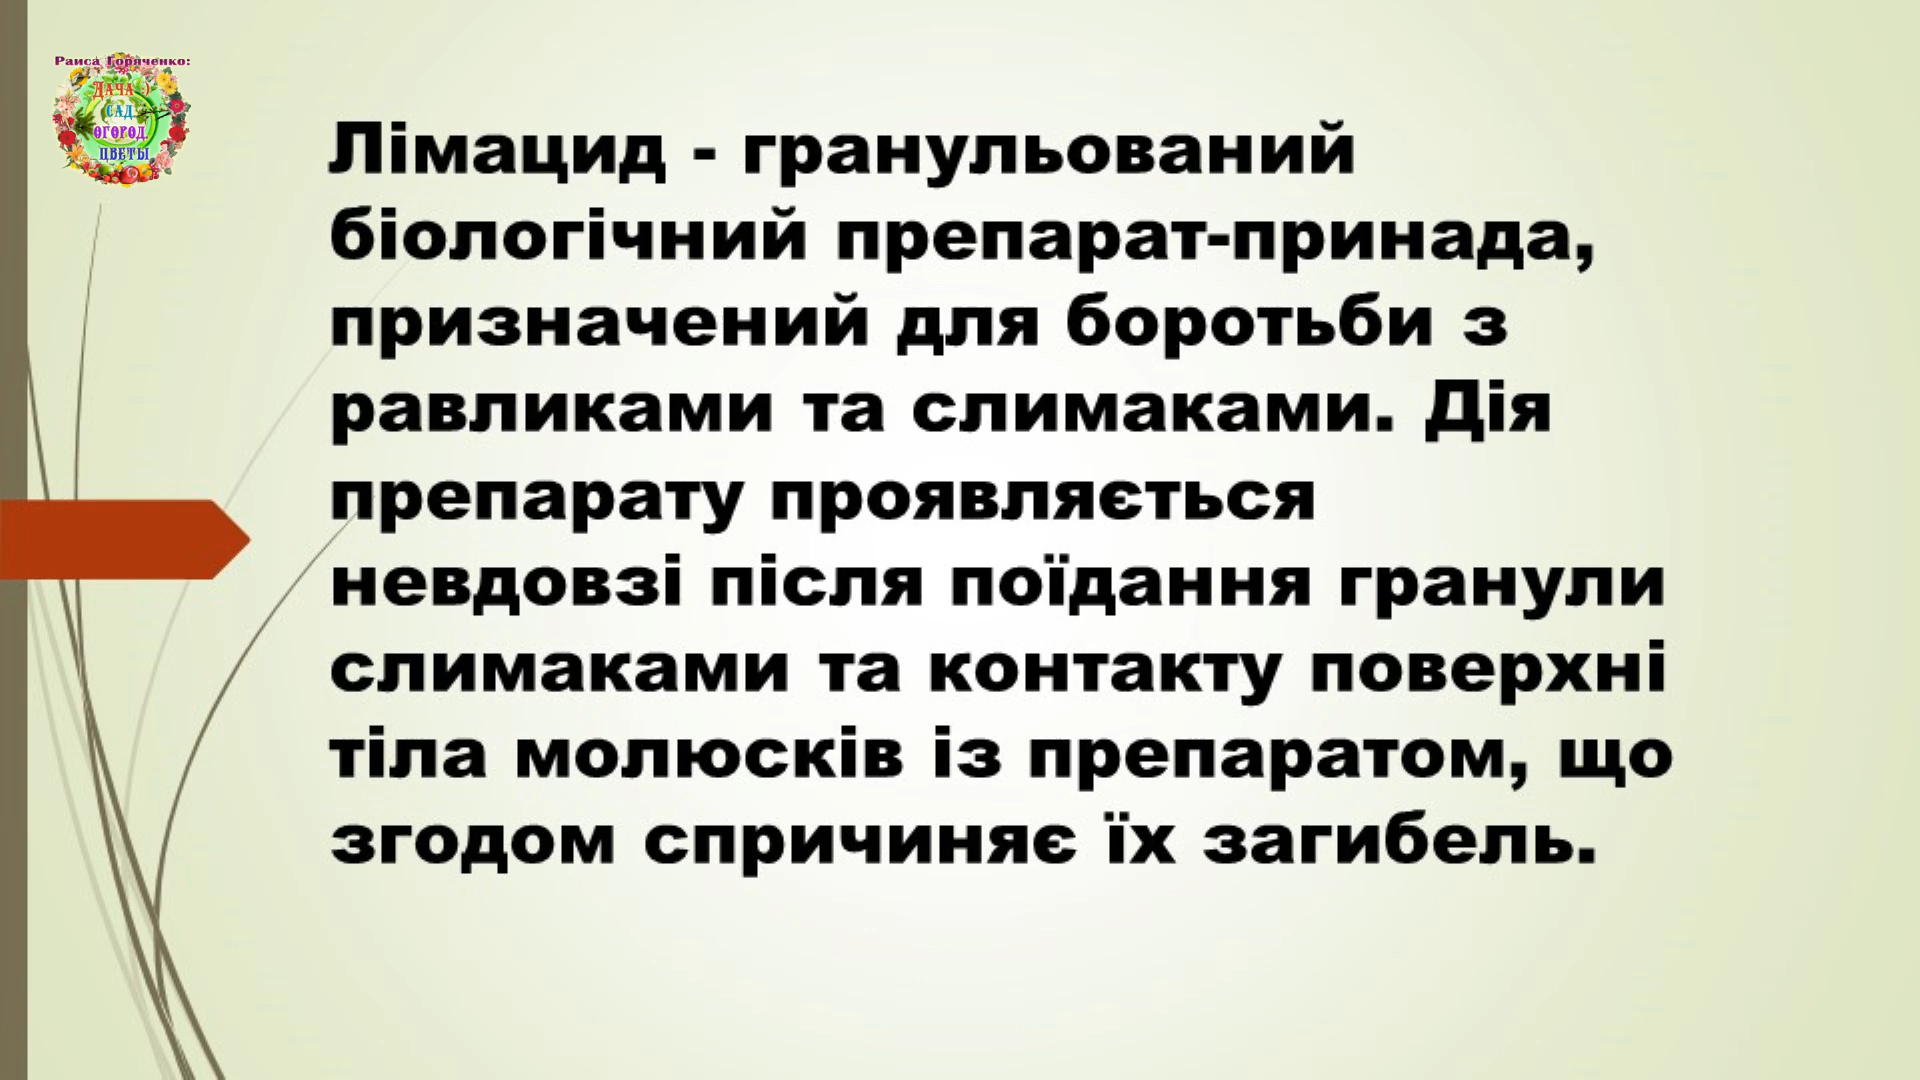 Раиса Горяченко:
ДАЧА :)
САД
ОГОРОД
ЦВЕТЫ
Лімацид - гранульований
біологічний препарат-принада,
призначений для боротьби з
равликами та слимаками. Дія
препарату проявляється
невдовзі після поїдання гранули
слимаками та контакту поверхні
тіла молюсків із препаратом, що
згодом спричиняє їх загибель.